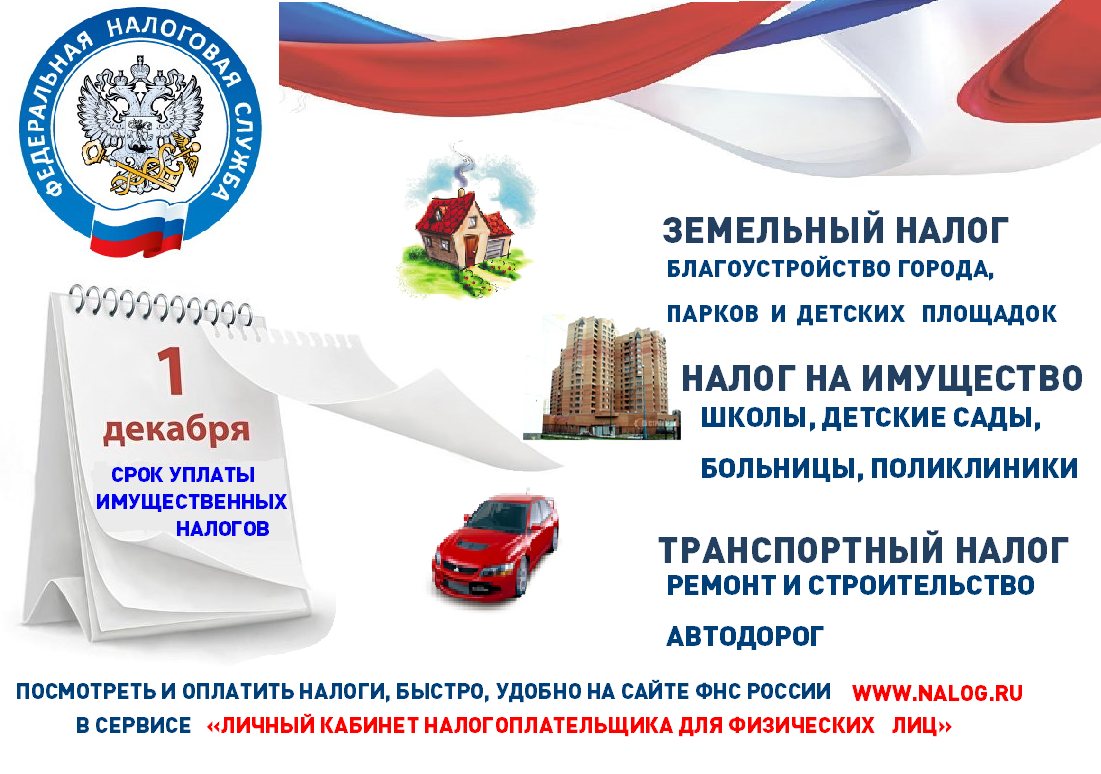 ФЕДЕРАЛЬНАЯ НАЛОГОВАЯ СЛУЖБА
ЗЕМЕЛЬНЫЙ НАЛОГ
БЛАГОУСТРОЙСТВО ГОРОДА,
ПАРКОВ И ДЕТСКИХ ПЛОЩАДОК
1
декабря
СРОК УПЛАТЫ
ИМУЩЕСТВЕННЫХ
НАЛОГОВ
НАЛОГ НА ИМУЩЕСТВО
ШКОЛЫ, ДЕТСКИЕ САДЫ,
БОЛЬНИЦЫ, ПОЛИКЛИНИКИ
ТРАНСПОРТНЫЙ НАЛОГ
РЕМОНТ И СТРОИТЕЛЬСТВО
АВТОДОРОГ
ПОСМОТРЕТЬ И ОПЛАТИТЬ НАЛОГИ, БЫСТРО, УДОБНО НА САЙТЕ ФНС РОССИИ WWW.NALOG.RU
В СЕРВИСЕ «ЛИЧНЫЙ КАБИНЕТ НАЛОГОПЛАТЕЛЬЩИКА ДЛЯ ФИЗИЧЕСКИХ ЛИЦ»